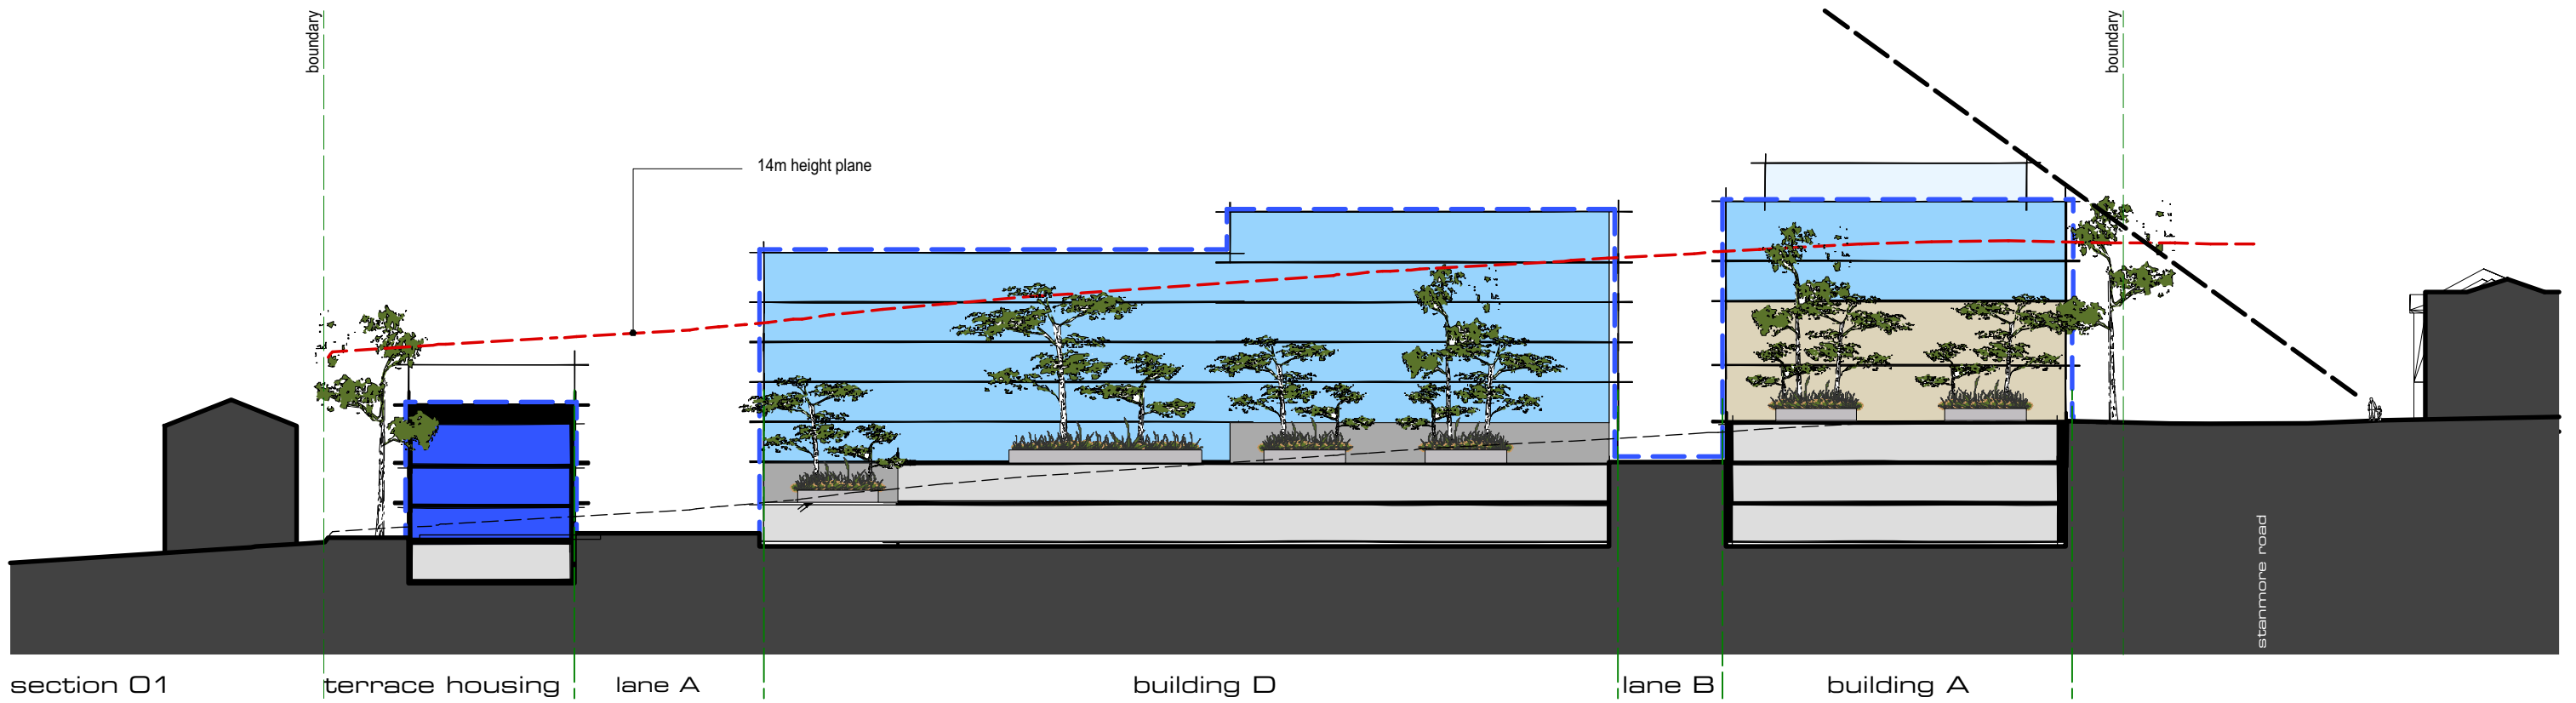 boundary
boundary
14m height plane
stanmore road
section 01
terrace housing
lane A
building D
lane B
building A